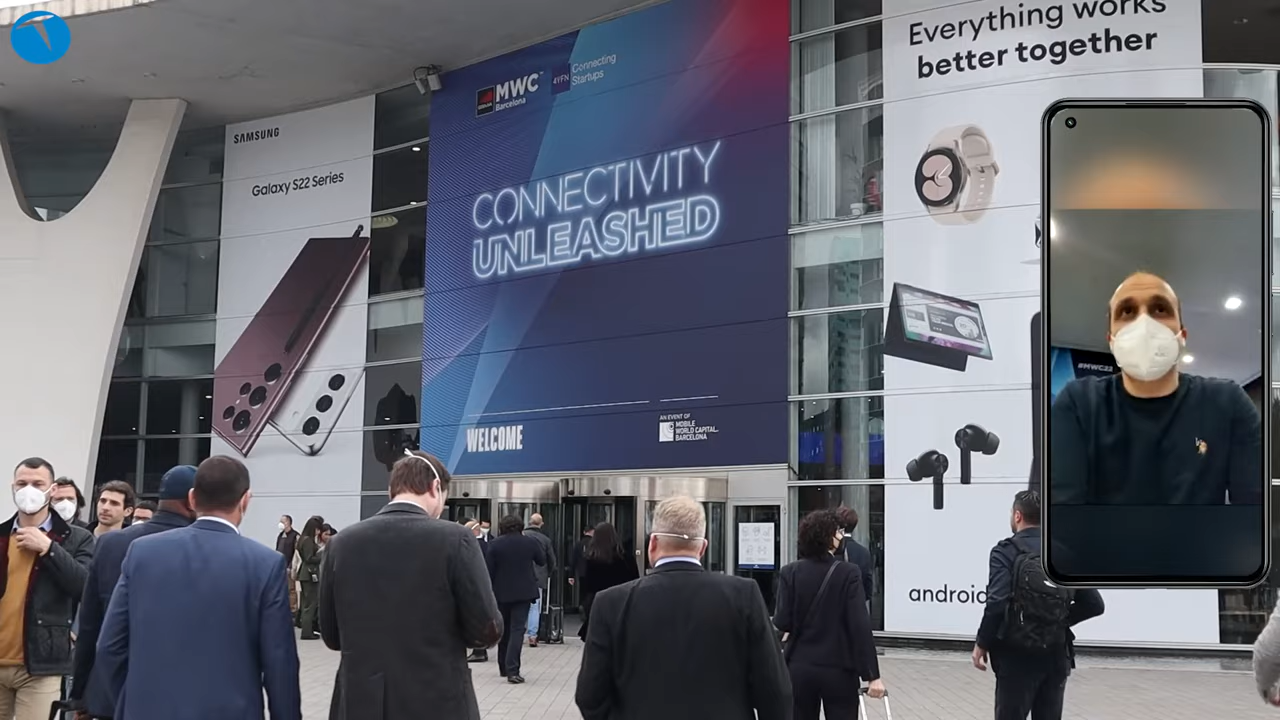 SAMSUNG
Galaxy S22 Series
MWC
Barcelona
4YFN
Connecting
Startups
CONNECTIVITY
UNLEASHED
WELCOME
AN EVENT OF
MOBILE
WORLD CAPITAL
BARCELONA
Everything works
better together
android
#MWC22